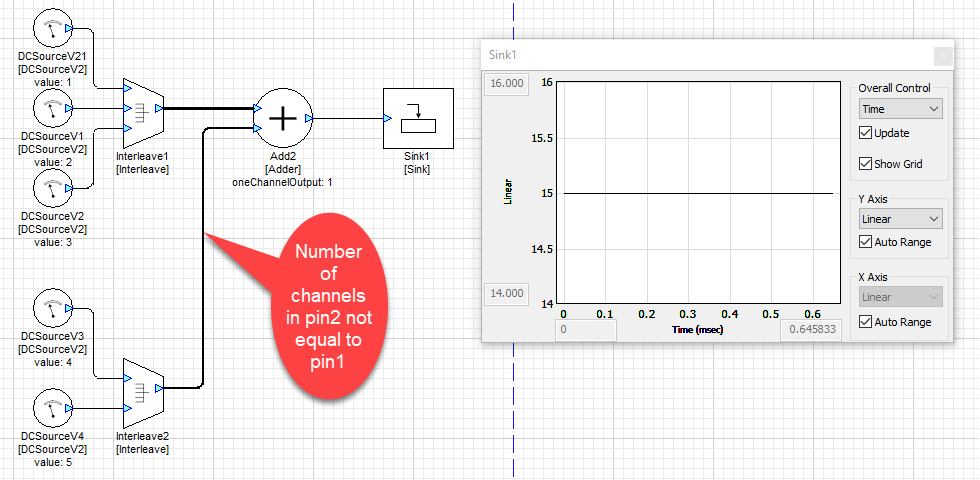 DCSourceV21
[DCSourceV2]
value: 1
DCSourceV1
[DCSourceV2]
value: 2
DCSourceV2
[DCSourceV2]
value: 3
Interleave1
[Interleave]
Add2
[Adder]
oneChannelOutput: 1
Sink1
[Sink]
Number
of
channels
in pin2 not
equal to
pin1
DCSourceV3
[DCSourceV2]
value: 4
DCSourceV4
[DCSourceV2]
value: 5
Interleave2
[Interleave]
Sink1
x
16.000
14.000
Linear
16
15.5
15
14.5
14
0 0.1 0.2 0.3 0.4 0.5 0.6
0 Time (msec) 0.645833
Overall Control
Time
Update
Show Grid
Y Axis
Linear
Auto Range
X Axis
Linear
Auto Range